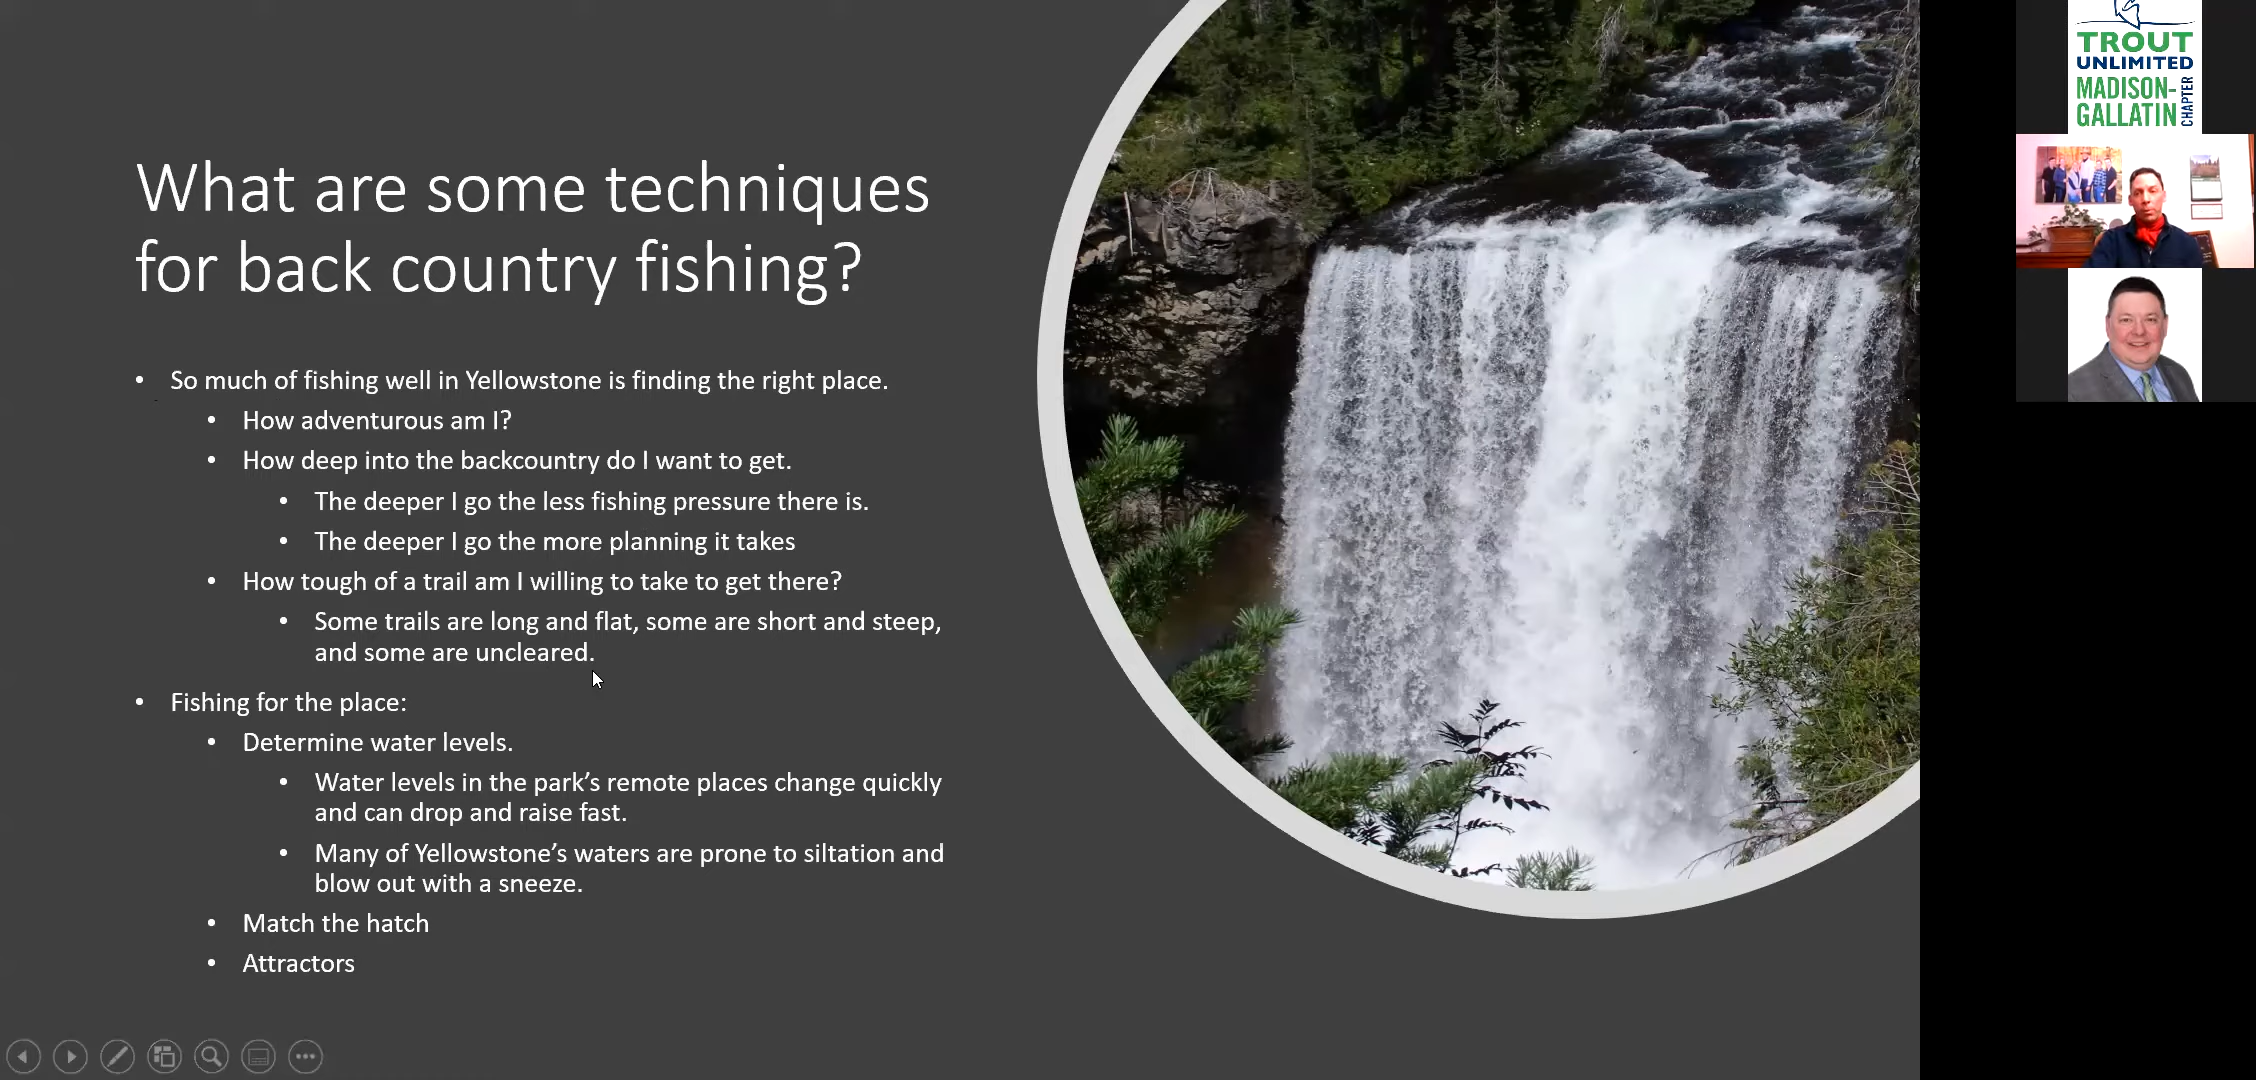 What are some techniques
for back country fishing?
• So much of fishing well in Yellowstone is finding the right place.
• How adventurous am I?
• How deep into the backcountry do I want to get.
• The deeper I go the less fishing pressure there is.
• The deeper I go the more planning it takes
• How tough of a trail am I willing to take to get there?
• Some trails are long and flat, some are short and steep,
and some are uncleared.
• Fishing for the place:
• Determine water levels.
• Water levels in the park’s remote places change quickly
and can drop and raise fast.
• Many of Yellowstone’s waters are prone to siltation and
blow out with a sneeze.
• Match the hatch
• Attractors
TROUT
UNLIMITED
MADISON-
GALLATIN
CHAPTER